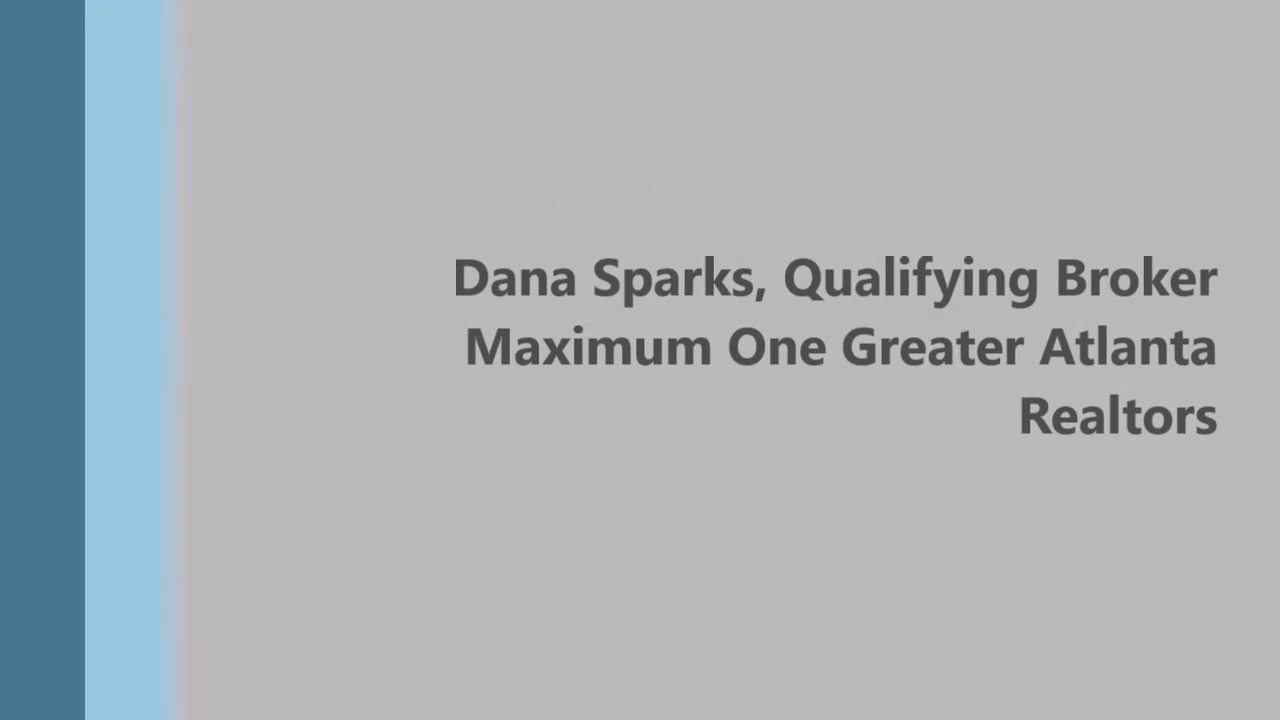 Dana Sparks, Qualifying Broker
Maximum One Greater Atlanta
Realtors